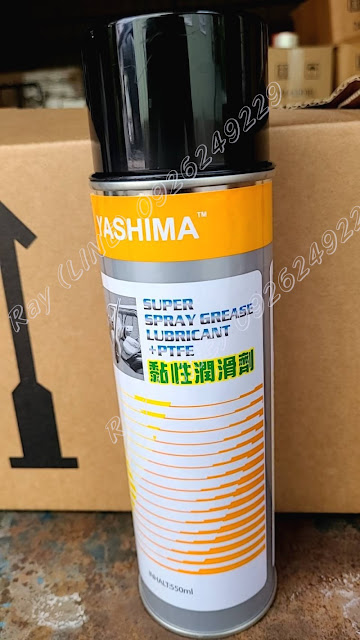 YASHIMA™
SUPER
SPRAY GREASE
LUBRICANT
+PTFE
黏性潤滑劑
INHALT:550ml
Ray (LINE) 0926249229